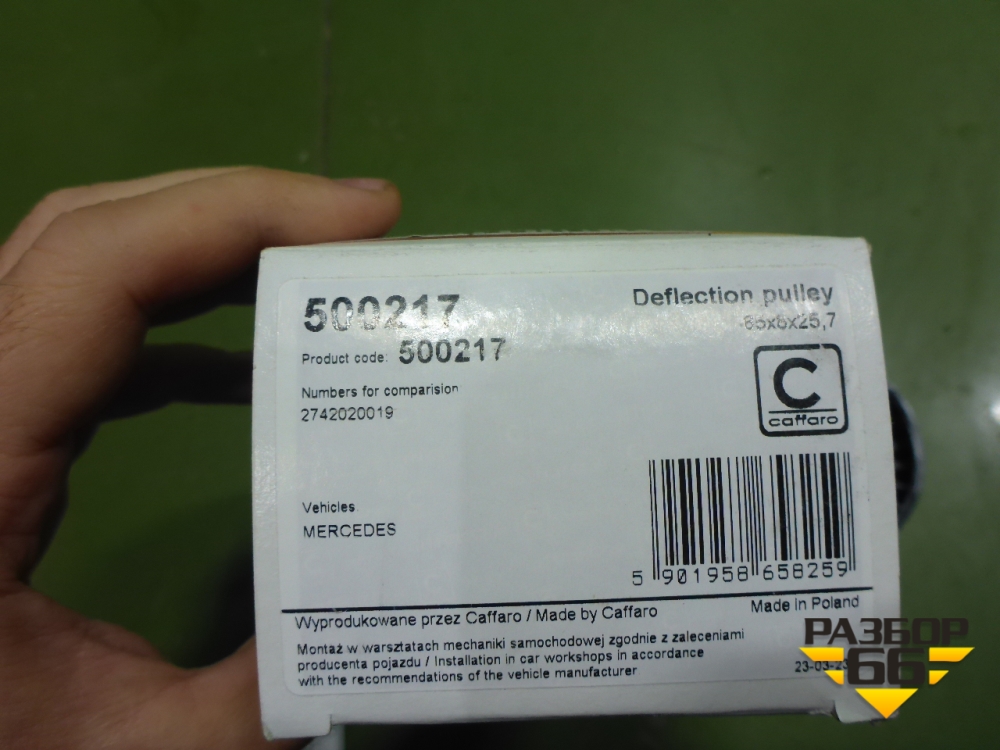 500217
Deflection pulley
Product code: 500217
Numbers for comparision
2742020019
C
caffaro
Vehicles
MERCEDES
5 901958 658259
Wyprodukowane przez Caffaro / Made by Caffaro
Made in Poland
Montaż w warsztatach mechaniki samochodowej zgodnie z zaleceniami
producenta pojazdu / Installation in car workshops in accordance
with the recommendations of the vehicle manufacturer
РАЗБОР
66